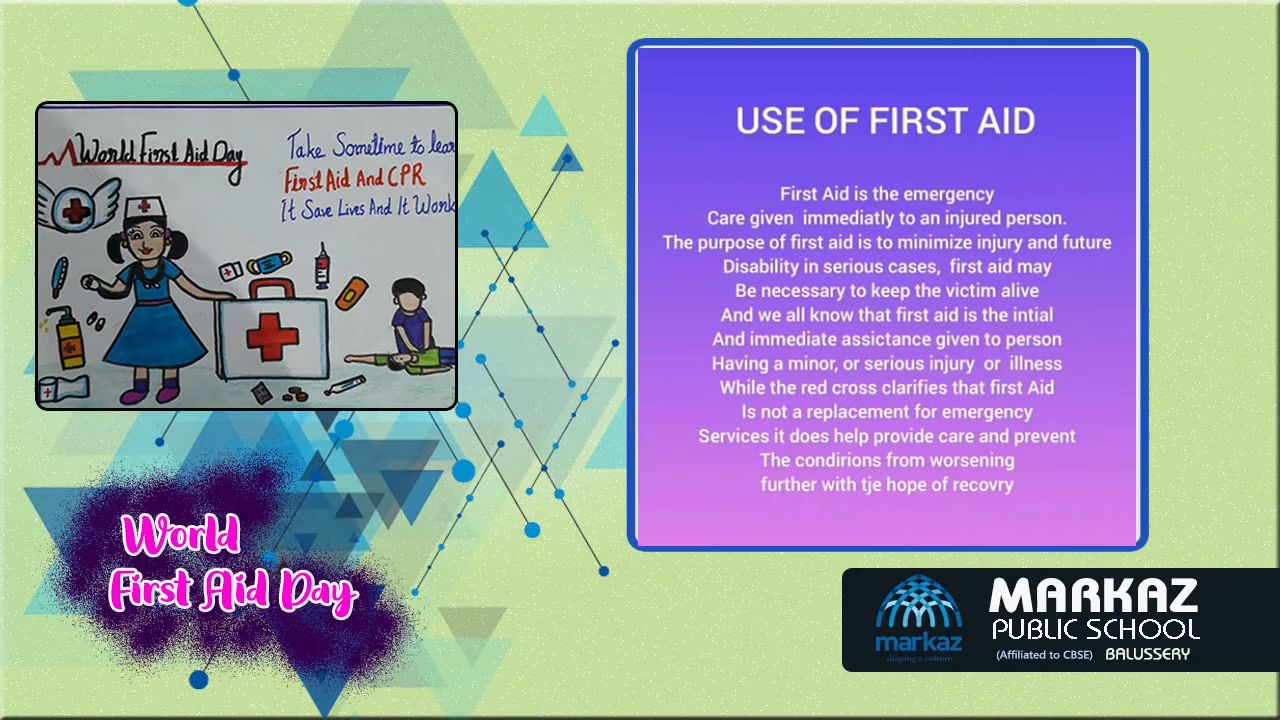 World First Aid Day
Take Sometime to lear
First Aid And CPR
It Save Lives And It Work
World
First Aid Day
USE OF FIRST AID
First Aid is the emergency
Care given immediatly to an injured person.
The purpose of first aid is to minimize injury and future
Disability in serious cases, first aid may
Be necessary to keep the victim alive
And we all know that first aid is the intial
And immediate assictance given to person
Having a minor, or serious injury or illness
While the red cross clarifies that first Aid
Is not a replacement for emergency
Services it does help provide care and prevent
The condirions from worsening
further with tje hope of recovry
markaz
shaping a culture
MARKAZ
PUBLIC SCHOOL
(Affiliated to CBSE) BALUSSERY